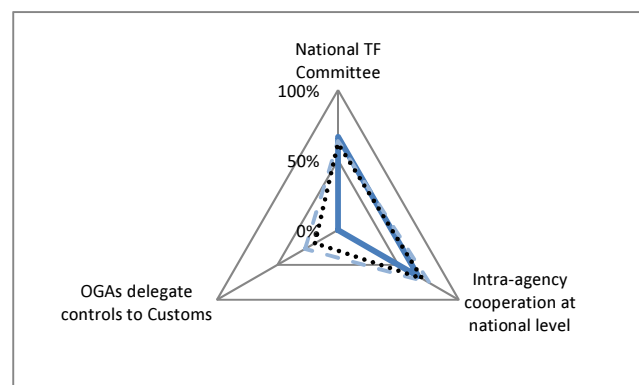 National TF
Committee
100%
50%
0%
OGAs delegate
controls to Customs
Intra-agency
cooperation at
national level